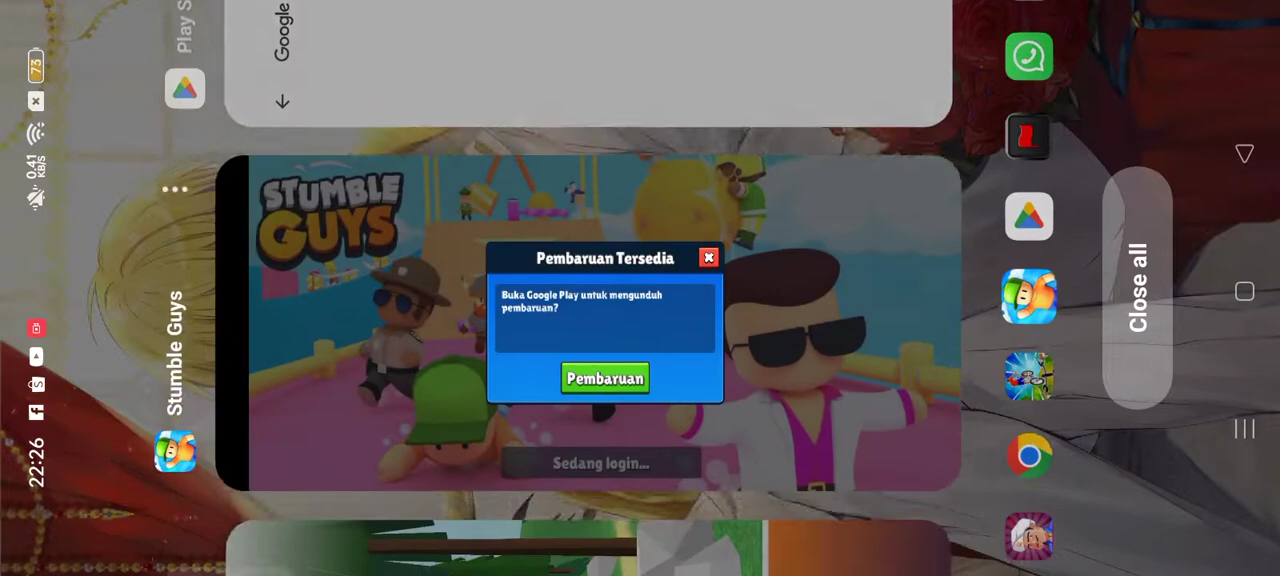 Play S
Google
73
0.41
KB/S
STUMBLE
GUYS
Pembaruan Tersedia
Buka Google Play untuk mengunduh
pembaruan?
Pembaruan
Sedang login...
Stumble Guys
Close all
22:26